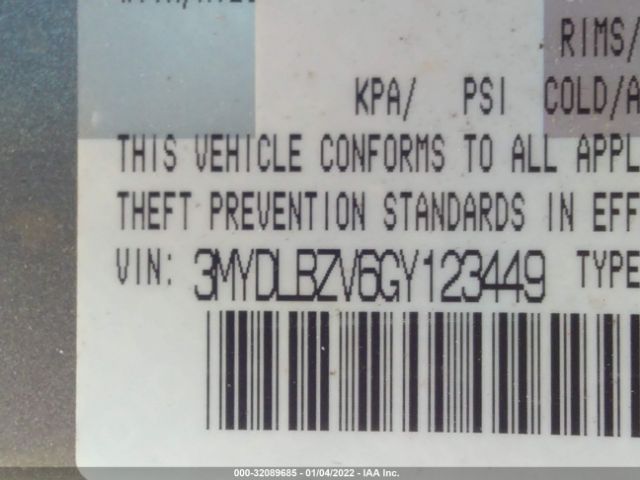 RIMS/
KPA/ PSI COLD/A
THIS VEHICLE CONFORMS TO ALL APPL
THEFT PREVENTION STANDARDS IN EFF
VIN: 3MYDLBZV6GY123449 TYPE
000-32089685 - 01/04/2022 - IAA Inc.